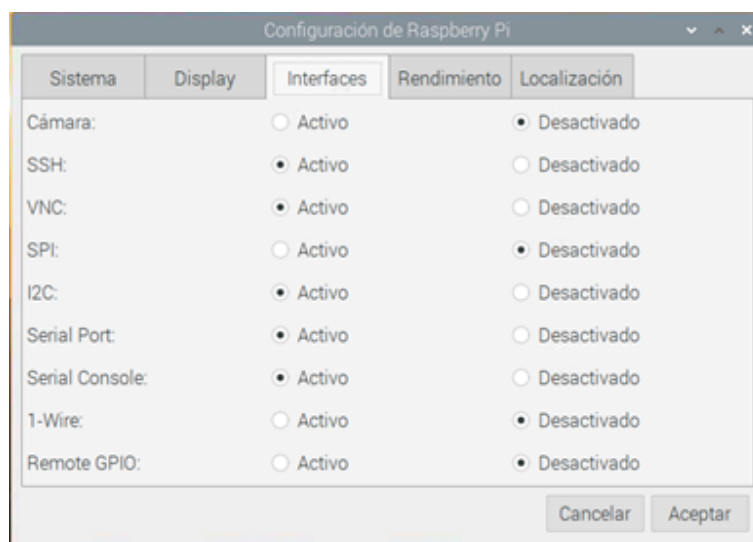 Configuración de Raspberry Pi
Sistema Display Interfaces Rendimiento Localización
Cámara: Activo Desactivado
SSH: Activo Desactivado
VNC: Activo Desactivado
SPI: Activo Desactivado
I2C: Activo Desactivado
Serial Port: Activo Desactivado
Serial Console: Activo Desactivado
1-Wire: Activo Desactivado
Remote GPIO: Activo Desactivado
Cancelar Aceptar